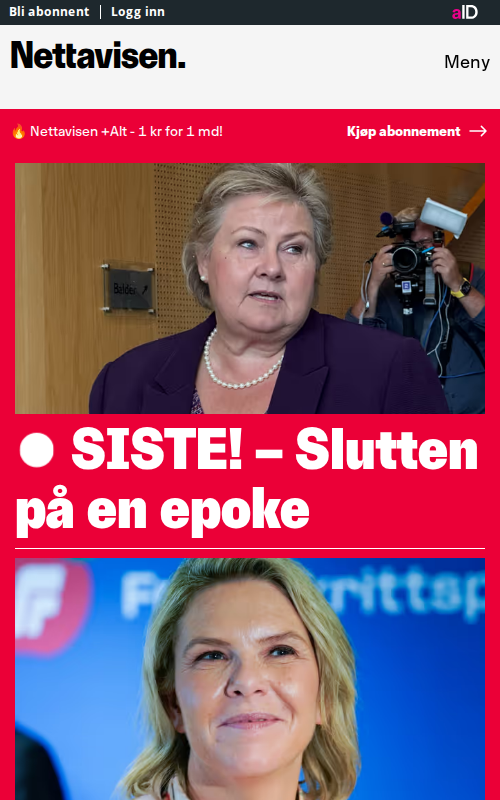 Bli abonnent | Logg inn
aID
Nettavisen.
Meny
🔥 Nettavisen +Alt - 1 kr for 1 md!
Kjøp abonnement →
Balder ↗
SISTE! – Slutten
på en epoke